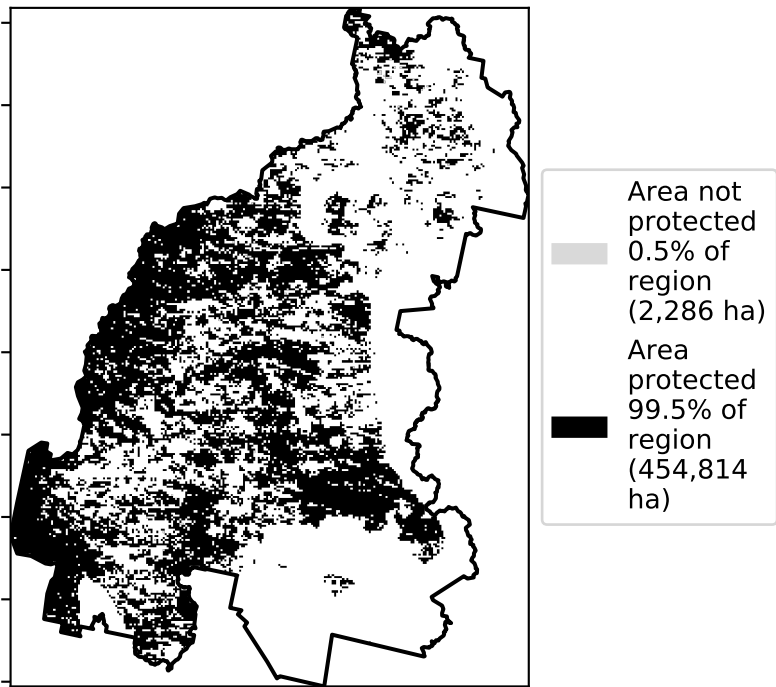 Area not
protected
0.5% of
region
(2,286 ha)
Area
protected
99.5% of
region
(454,814
ha)